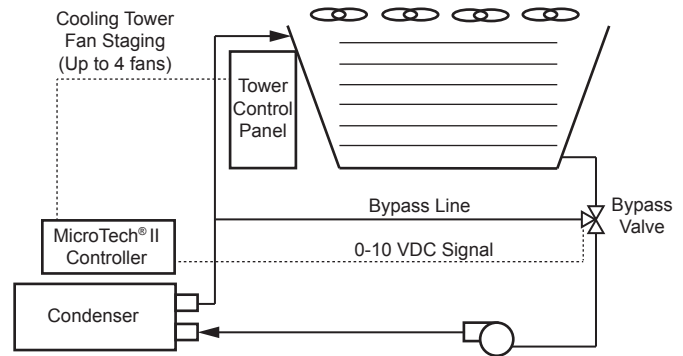 Cooling Tower
Fan Staging
(Up to 4 fans)
Tower
Control
Panel
Bypass Line
Bypass
Valve
MicroTech® II
Controller
0-10 VDC Signal
Condenser